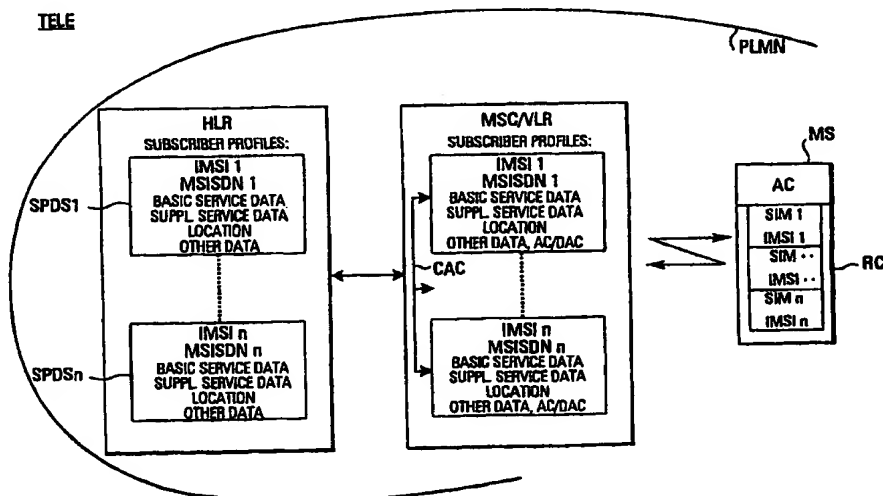 TELE
PLMN
HLR
SUBSCRIBER PROFILES:
IMSI 1
MSISDN 1
BASIC SERVICE DATA
SUPPL. SERVICE DATA
LOCATION
OTHER DATA
SPDS1
IMSI n
MSISDN n
BASIC SERVICE DATA
SUPPL. SERVICE DATA
LOCATION
OTHER DATA
SPDSn
MSC/VLR
SUBSCRIBER PROFILES:
IMSI 1
MSISDN 1
BASIC SERVICE DATA
SUPPL. SERVICE DATA
LOCATION
OTHER DATA, AC/DAC
CAC
IMSI n
MSISDN n
BASIC SERVICE DATA
SUPPL. SERVICE DATA
LOCATION
OTHER DATA, AC/DAC
MS
AC
SIM 1
IMSI 1
SIM ··
IMSI ··
SIM n
IMSI n
RC